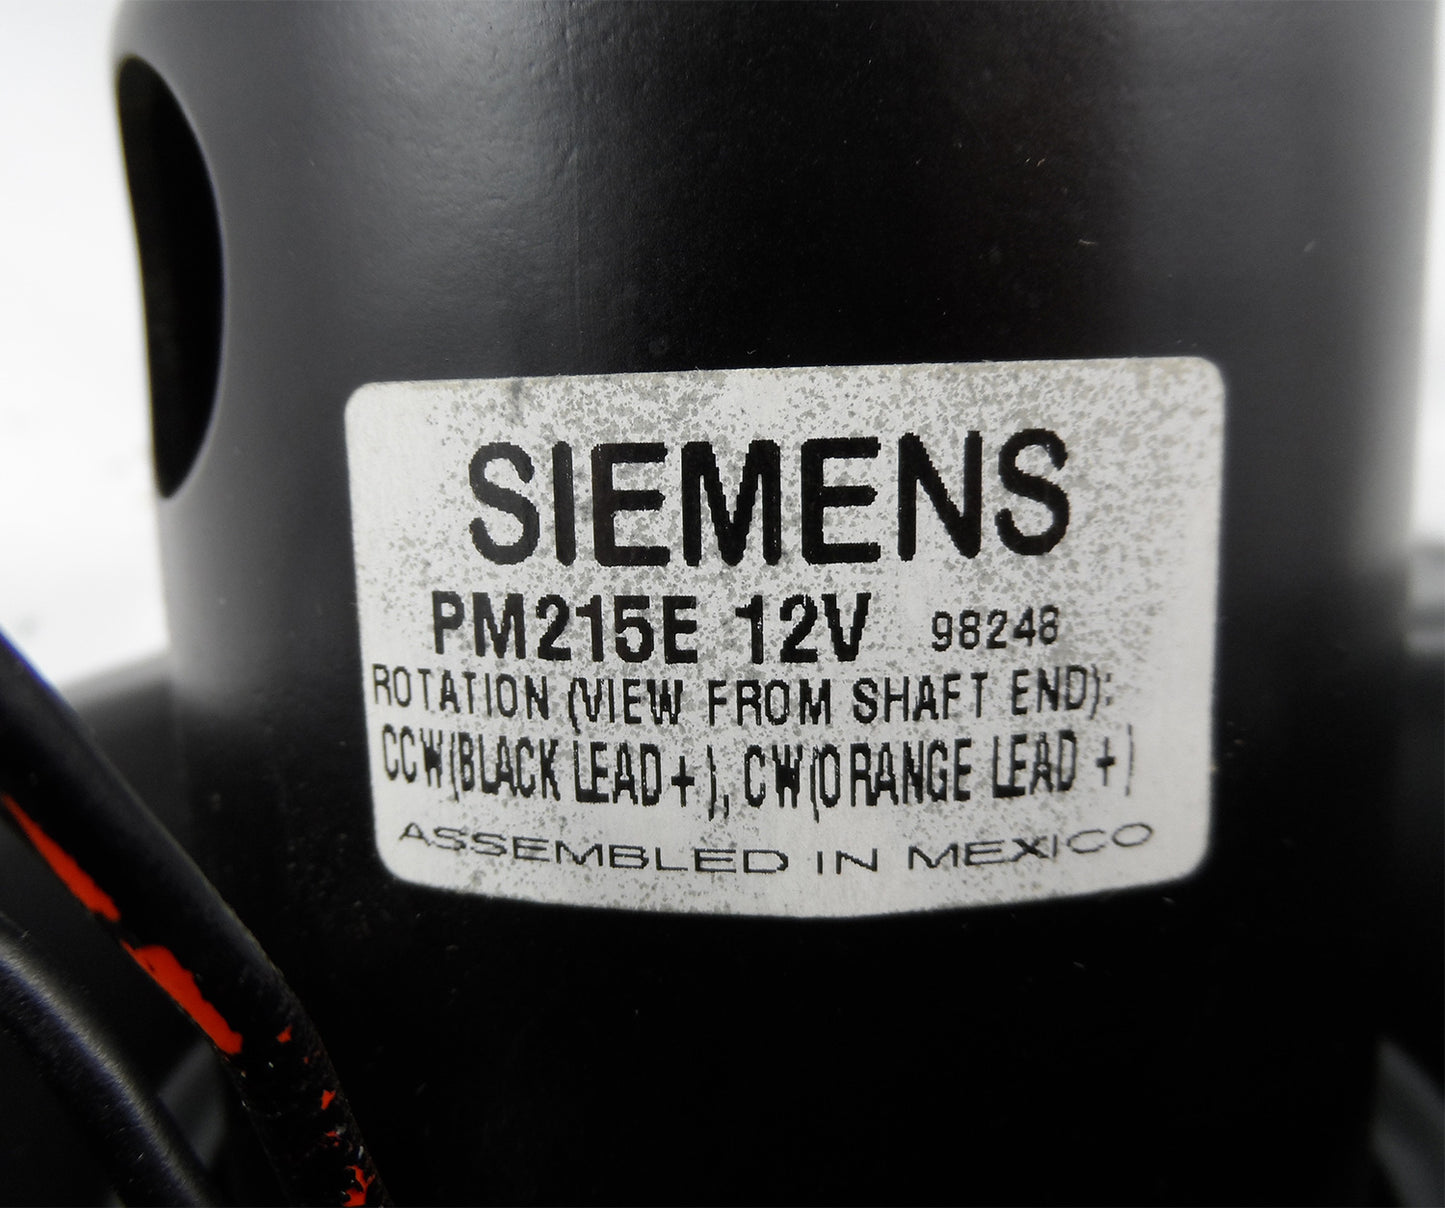 SIEMENS
PM215E 12V 98248
ROTATION (VIEW FROM SHAFT END):
CCW(BLACK LEAD+), CW(ORANGE LEAD +)
ASSEMBLED IN MEXICO